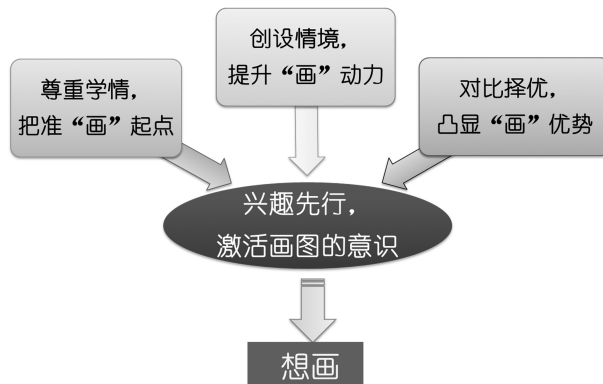 创设情境，
提升“画”动力
尊重学情，
把准“画”起点
对比择优，
凸显“画”优势
兴趣先行，
激活画图的意识
想画